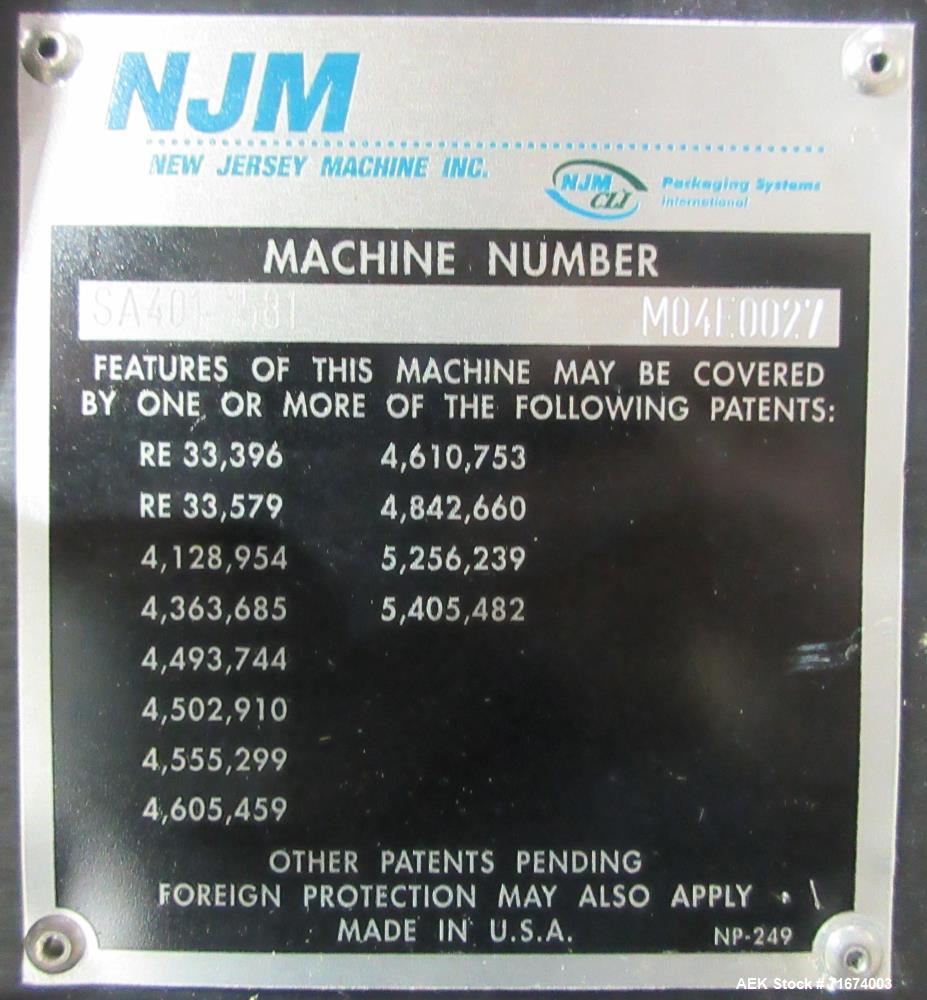 NJM
NEW JERSEY MACHINE INC.
NJM CLI Packaging Systems International
MACHINE NUMBER
M04E0027
FEATURES OF THIS MACHINE MAY BE COVERED
BY ONE OR MORE OF THE FOLLOWING PATENTS:
RE 33,396 4,610,753
RE 33,579 4,842,660
4,128,954 5,256,239
4,363,685 5,405,482
4,493,744
4,502,910
4,555,299
4,605,459
OTHER PATENTS PENDING
FOREIGN PROTECTION MAY ALSO APPLY
MADE IN U.S.A. NP-249
AEK Stock # J1674003